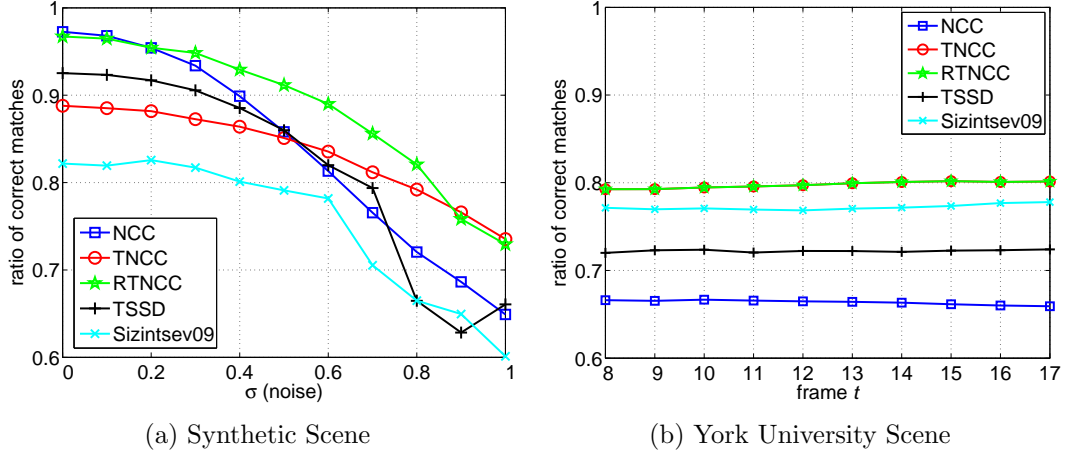 1
0.9
0.8
0.7
0.6
ratio of correct matches
NCC
TNCC
RTNCC
TSSD
Sizintsev09
0 0.2 0.4 0.6 0.8 1
σ (noise)
(a) Synthetic Scene
1
0.9
0.8
0.7
0.6
ratio of correct matches
NCC
TNCC
RTNCC
TSSD
Sizintsev09
8 9 10 11 12 13 14 15 16 17
frame t
(b) York University Scene